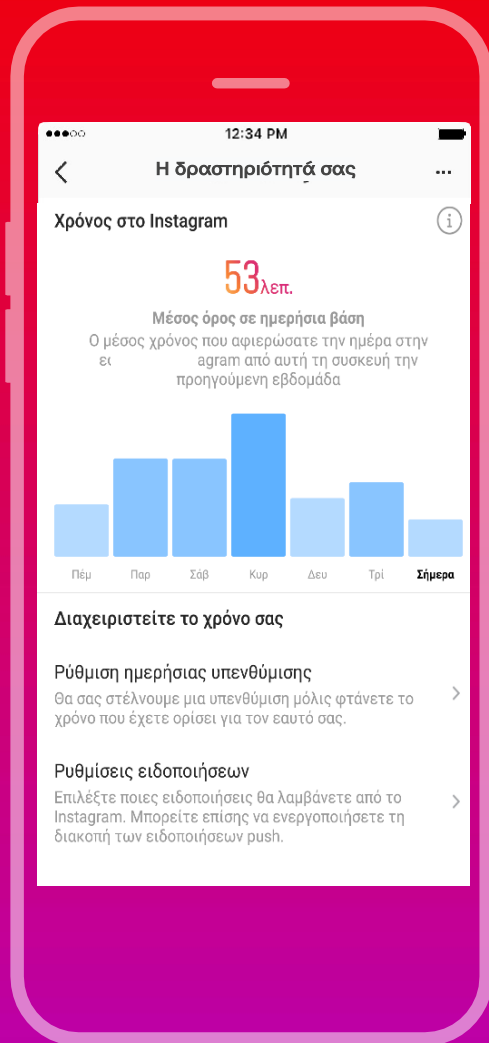 12:34 PM
Η δραστηριότητά σας
Χρόνος στο Instagram
53λεπ.
Μέσος όρος σε ημερήσια βάση
Ο μέσος χρόνος που αφιερώσατε την ημέρα στην
agram από αυτή τη συσκευή την
προηγούμενη εβδομάδα
Πέμ Παρ Σάβ Κυρ Δευ Τρί Σήμερα
Διαχειριστείτε το χρόνο σας
Ρύθμιση ημερήσιας υπενθύμισης
Θα σας στέλνουμε μια υπενθύμιση μόλις φτάνετε το
χρόνο που έχετε ορίσει για τον εαυτό σας.
Ρυθμίσεις ειδοποιήσεων
Επιλέξτε ποιες ειδοποιήσεις θα λαμβάνετε από το
Instagram. Μπορείτε επίσης να ενεργοποιήσετε τη
διακοπή των ειδοποιήσεων push.